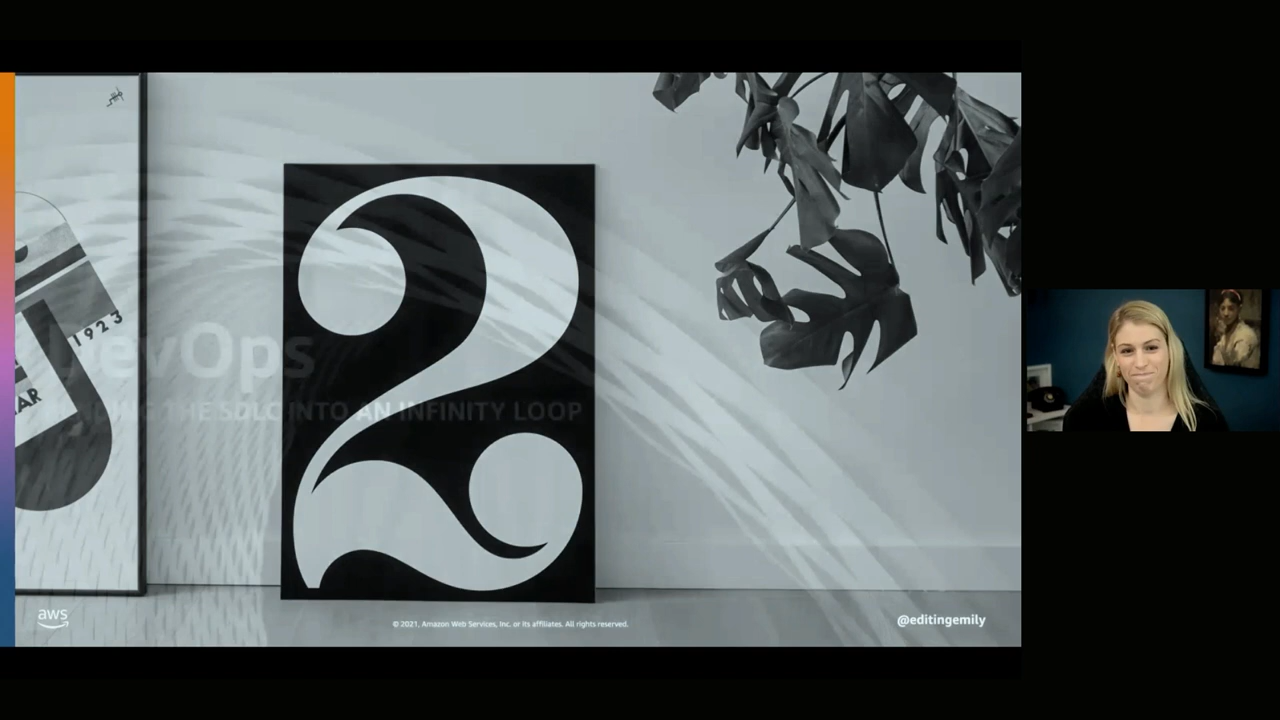 2
1923
AR
DevOps
THE SDLC INTO AN INFINITY LOOP
aws
© 2021, Amazon Web Services, Inc. or its affiliates. All rights reserved.
@editingemily